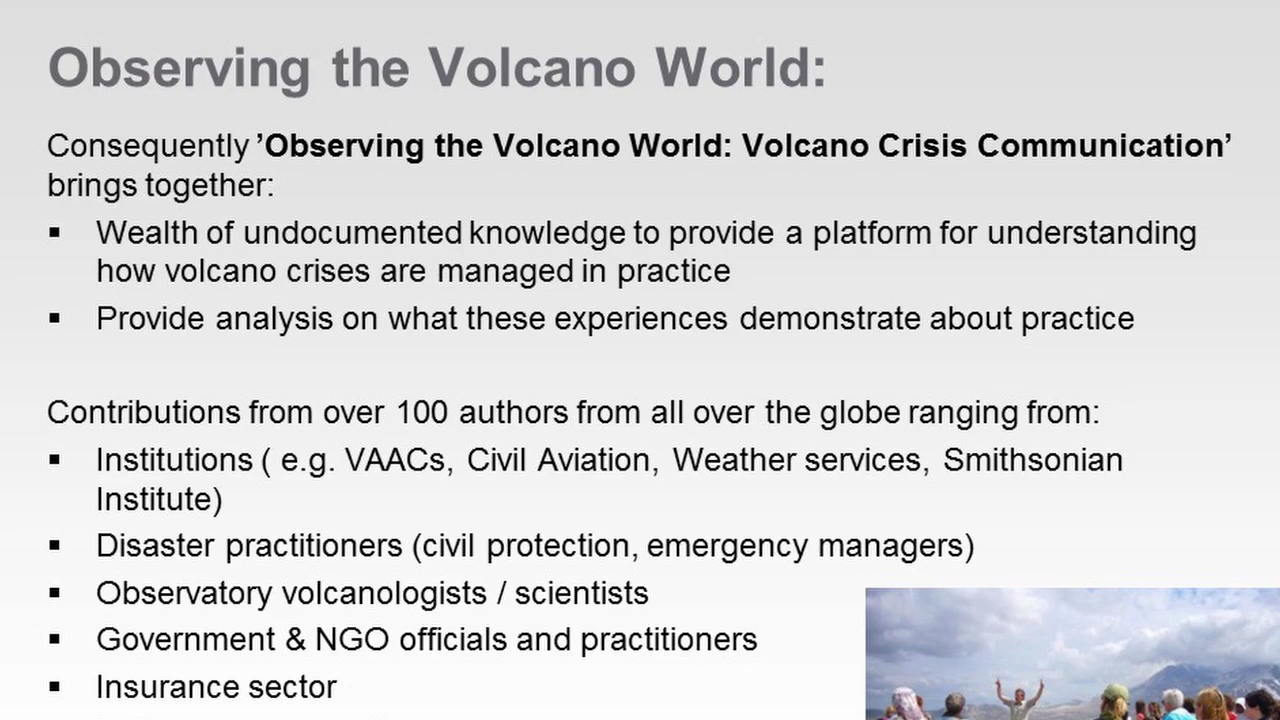 Observing the Volcano World:
Consequently ’Observing the Volcano World: Volcano Crisis Communication’
brings together:
▪ Wealth of undocumented knowledge to provide a platform for understanding
how volcano crises are managed in practice
▪ Provide analysis on what these experiences demonstrate about practice
Contributions from over 100 authors from all over the globe ranging from:
▪ Institutions ( e.g. VAACs, Civil Aviation, Weather services, Smithsonian
Institute)
▪ Disaster practitioners (civil protection, emergency managers)
▪ Observatory volcanologists / scientists
▪ Government & NGO officials and practitioners
▪ Insurance sector